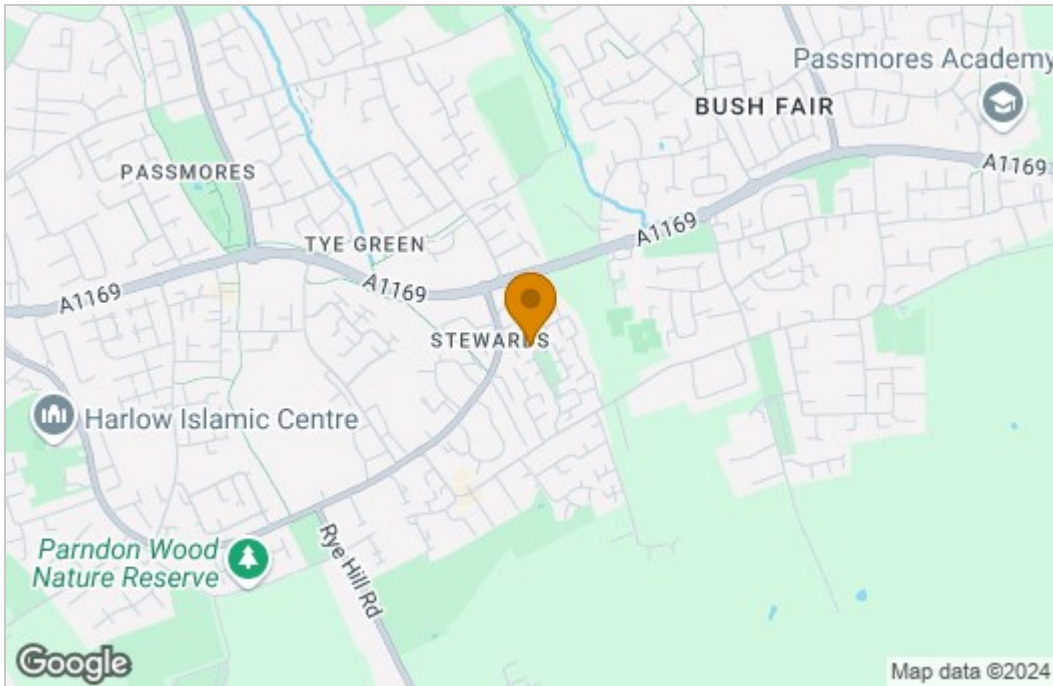 Passmores Academy
BUSH FAIR
A1169
PASSMORES
TYE GREEN
A1169
A1169
A1169
STEWARDS
Harlow Islamic Centre
Parndon Wood
Nature Reserve
Rye Hill Rd
Google
Map data ©2024